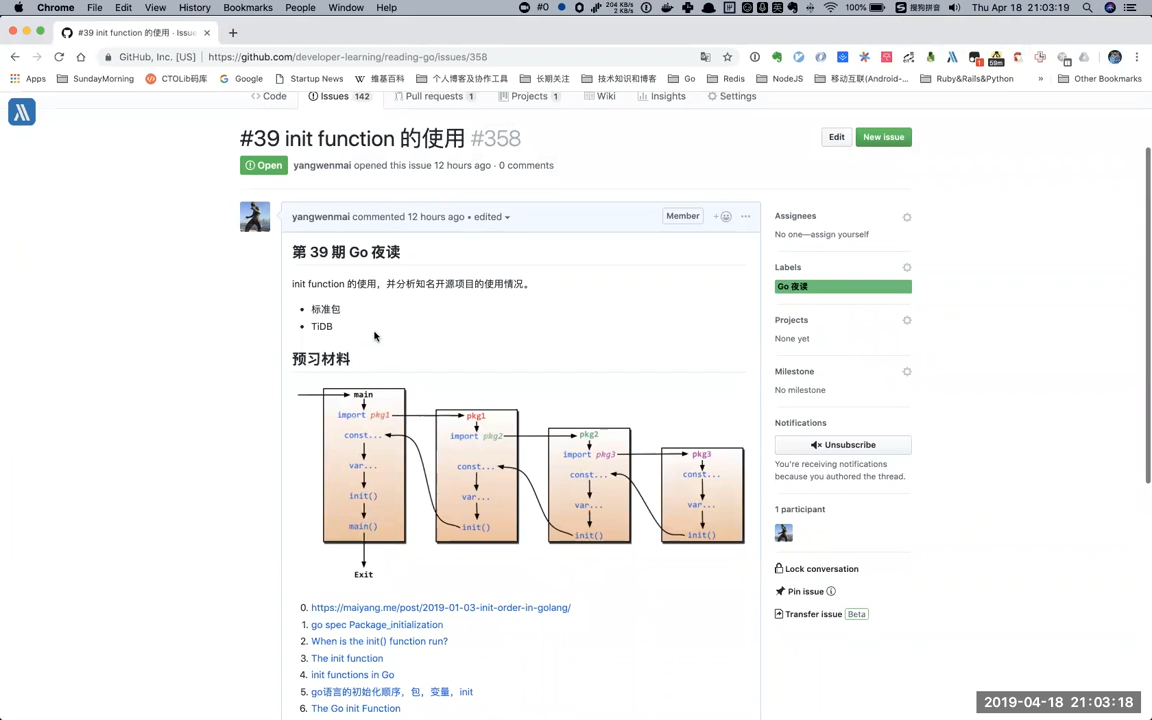 Chrome File Edit View History Bookmarks People Window Help #0 204 KB/s 2 KB/s 100% 搜狗拼音 Thu Apr 18 21:03:19
#39 init function 的使用 · Issu
GitHub, Inc. [US] https://github.com/developer-learning/reading-go/issues/358 59m
Apps SundayMorning CTOLib码库 Google Startup News 维基百科 个人博客及协作工具 长期关注 技术知识和博客 Go Redis NodeJS 移动互联(Android-... Ruby&Rails&Python » Other Bookmarks
Code Issues 142 Pull requests 1 Projects 1 Wiki Insights Settings
#39 init function 的使用 #358
Edit New issue
Open yangwenmai opened this issue 12 hours ago · 0 comments
yangwenmai commented 12 hours ago • edited Member
第 39 期 Go 夜读
init function 的使用，并分析知名开源项目的使用情况。
标准包
TiDB
预习材料
main
import pkg1
const...
var...
init()
main()
Exit
pkg1
import pkg2
const...
var...
init()
pkg2
import pkg3
const...
var...
init()
pkg3
const...
var...
init()
0. https://maiyang.me/post/2019-01-03-init-order-in-golang/
1. go spec Package_initialization
2. When is the init() function run?
3. The init function
4. init functions in Go
5. go语言的初始化顺序，包，变量，init
6. The Go init Function
Assignees
No one—assign yourself
Labels
Go 夜读
Projects
None yet
Milestone
No milestone
Notifications
Unsubscribe
You're receiving notifications
because you authored the thread.
1 participant
Lock conversation
Pin issue
Transfer issue Beta
2019-04-18 21:03:18